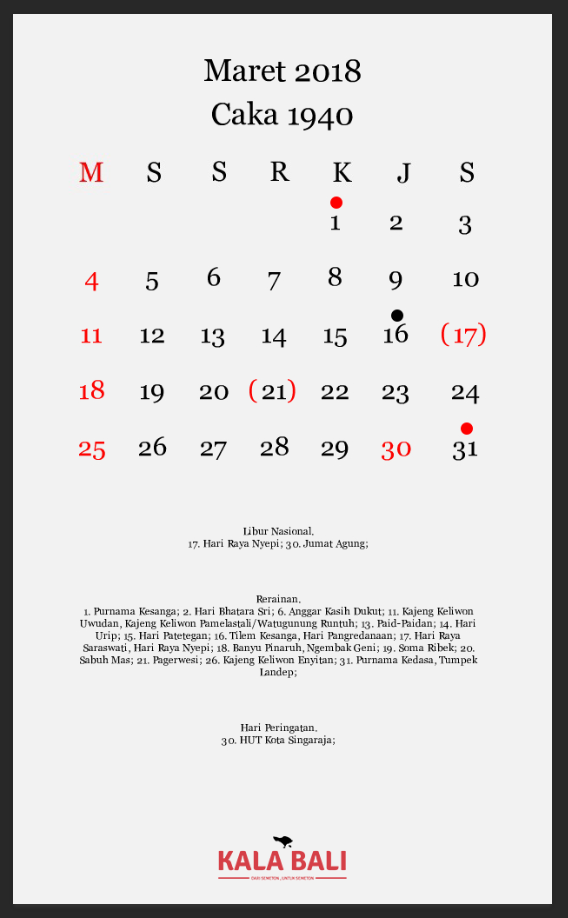 Maret 2018
Caka 1940
M S S R K J S
1 2 3
4 5 6 7 8 9 10
11 12 13 14 15 16 (17)
18 19 20 (21) 22 23 24
25 26 27 28 29 30 31
Libur Nasional.
17. Hari Raya Nyepi; 30. Jumat Agung;
Rerainan.
1. Purnama Kesanga; 2. Hari Bhatara Sri; 6. Anggar Kasih Dukut; 11. Kajeng Keliwon
Uwudan, Kajeng Keliwon Pamelastali/Watugunung Runtuh; 13. Paid-Paidan; 14. Hari
Urip; 15. Hari Patetegan; 16. Tilem Kesanga, Hari Pangredanaan; 17. Hari Raya
Saraswati, Hari Raya Nyepi; 18. Banyu Pinaruh, Ngembak Geni; 19. Soma Ribek; 20.
Sabuh Mas; 21. Pagerwesi; 26. Kajeng Keliwon Enyitan; 31. Purnama Kedasa, Tumpek
Landep;
Hari Peringatan.
30. HUT Kota Singaraja;
KALA BALI
DARI SEMETON, UNTUK SEMETON